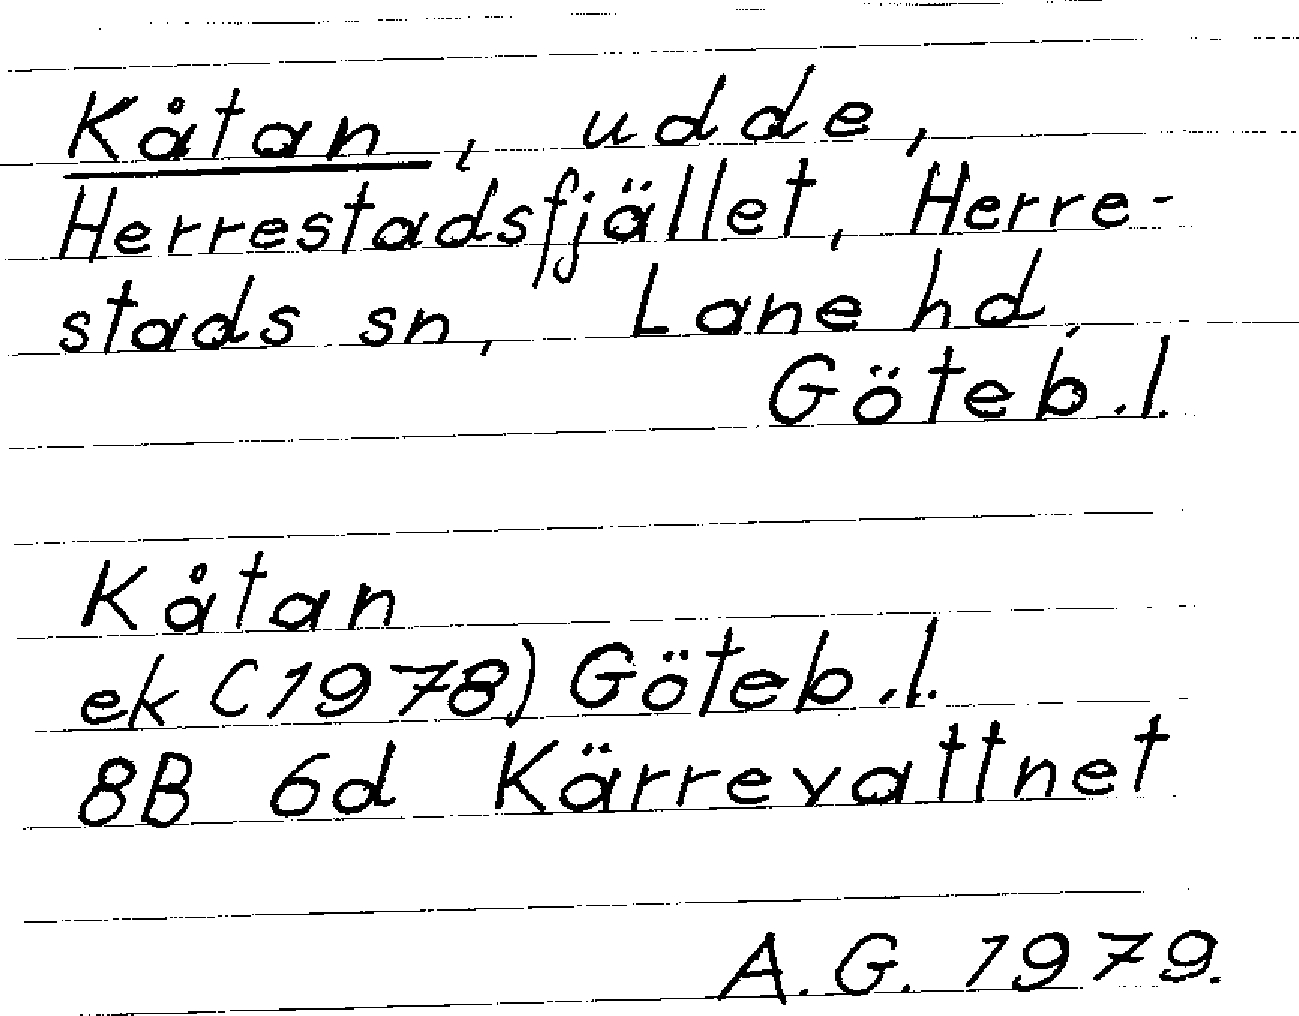 Kåtan, udde,
Herrestadsfjället, Herre-
stads sn, Lane hd,
Göteb.l.
Kåtan
ek (1978) Göteb.l.
8B 6d Kärrevattnet
A.G. 1979.